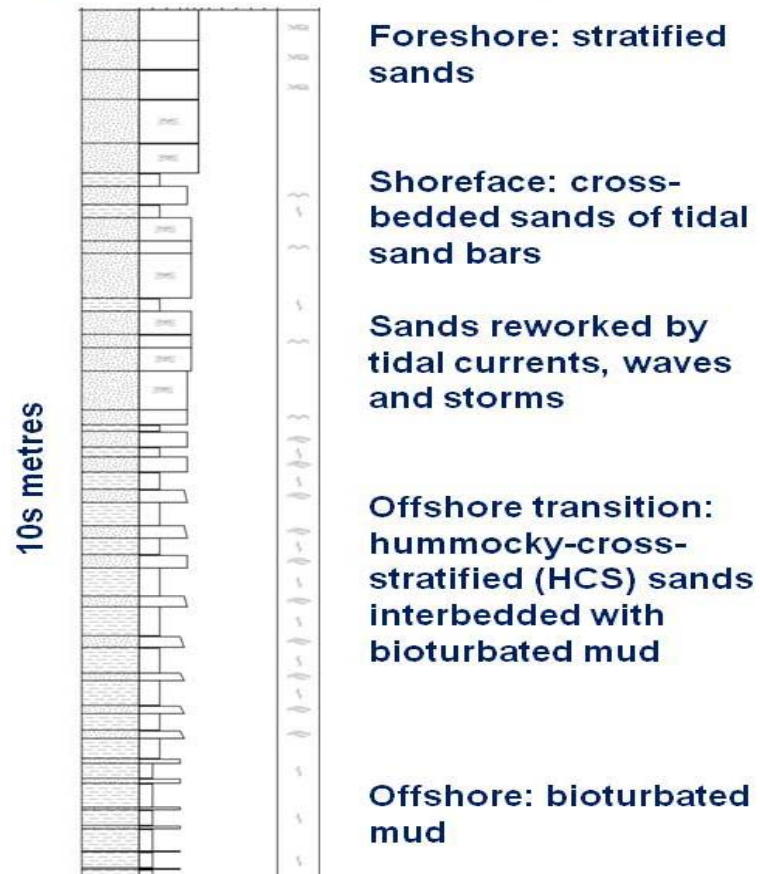 Foreshore: stratified
sands
Shoreface: cross-
bedded sands of tidal
sand bars
Sands reworked by
tidal currents, waves
and storms
10s metres
Offshore transition:
hummocky-cross-
stratified (HCS) sands
interbedded with
bioturbated mud
Offshore: bioturbated
mud